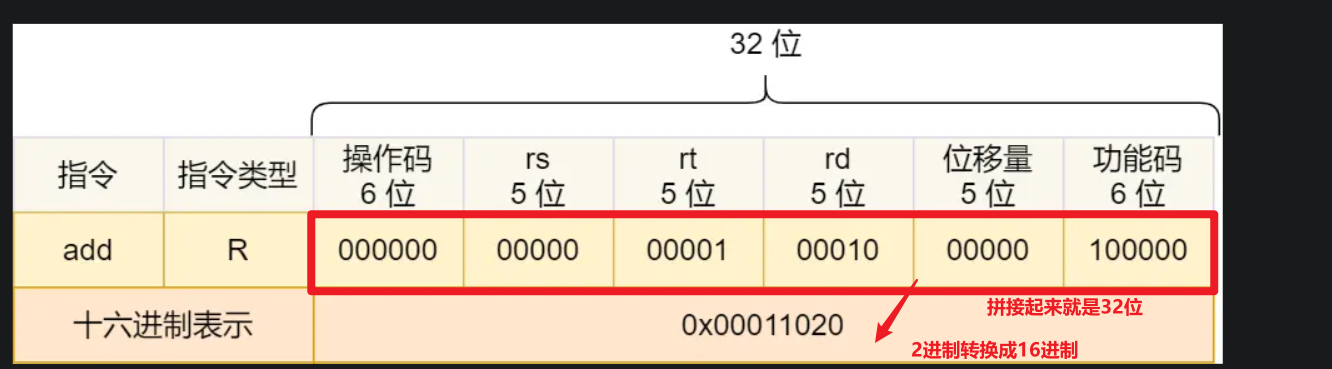 32 位
指令 指令类型 操作码 rs rt rd 位移量 功能码
6 位 5 位 5 位 5 位 5 位 6 位
add R 000000 00000 00001 00010 00000 100000
拼接起来就是32位
十六进制表示 0x00011020
2进制转换成16进制